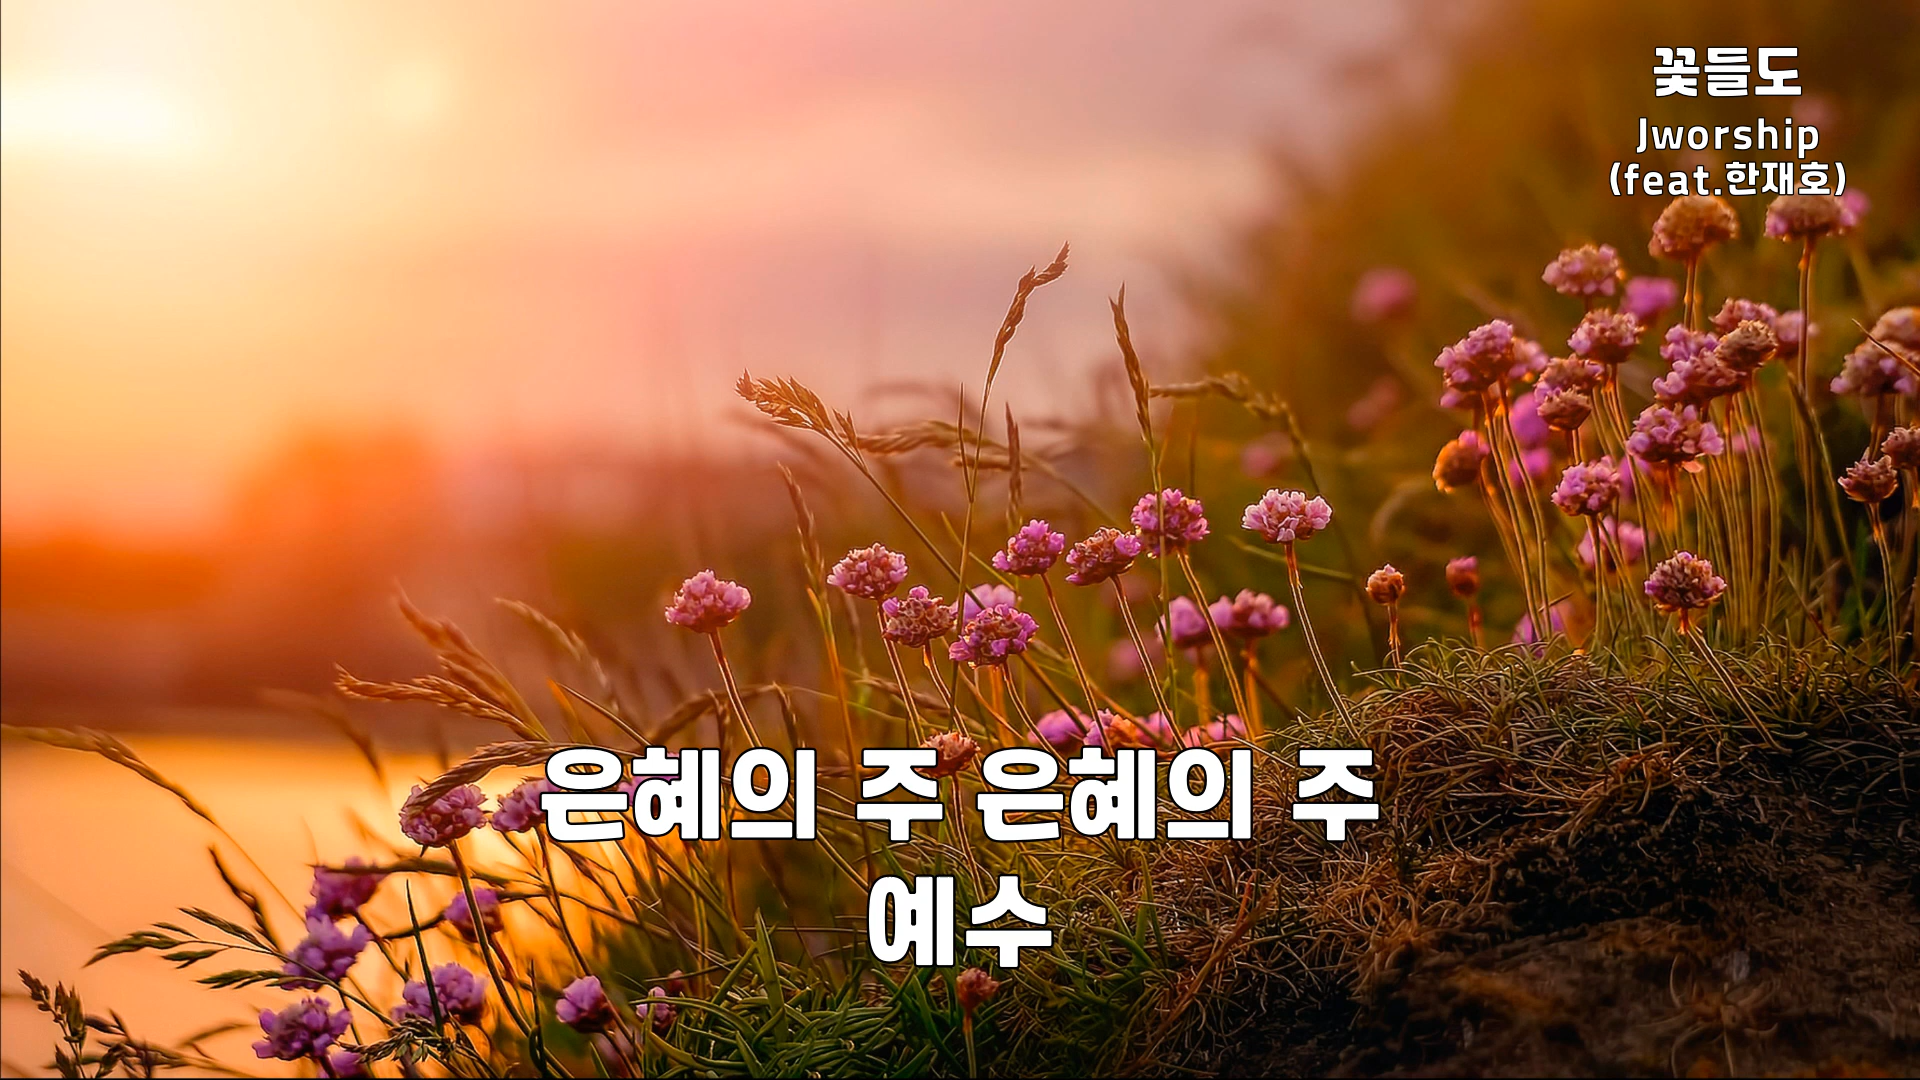 꽃들도
Jworship
(feat.한재호)
은혜의 주 은혜의 주
예수